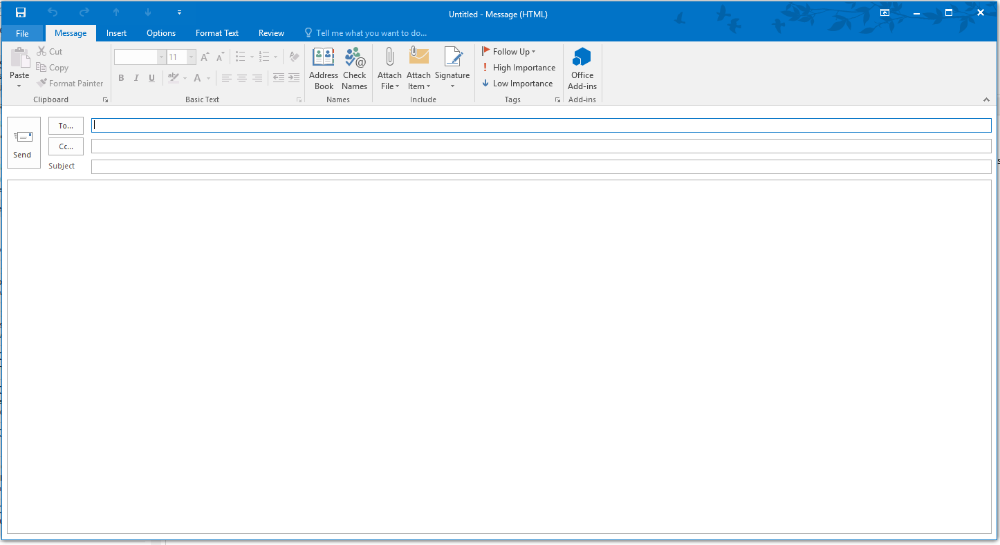 Untitled - Message (HTML)
File Message Insert Options Format Text Review Tell me what you want to do...
Paste
Cut
Copy
Format Painter
Clipboard
11
B I U
Basic Text
Address Book
Check Names
Names
Attach File
Attach Item
Signature
Include
Follow Up
High Importance
Low Importance
Tags
Office Add-ins
Add-ins
Send
To...
Cc...
Subject